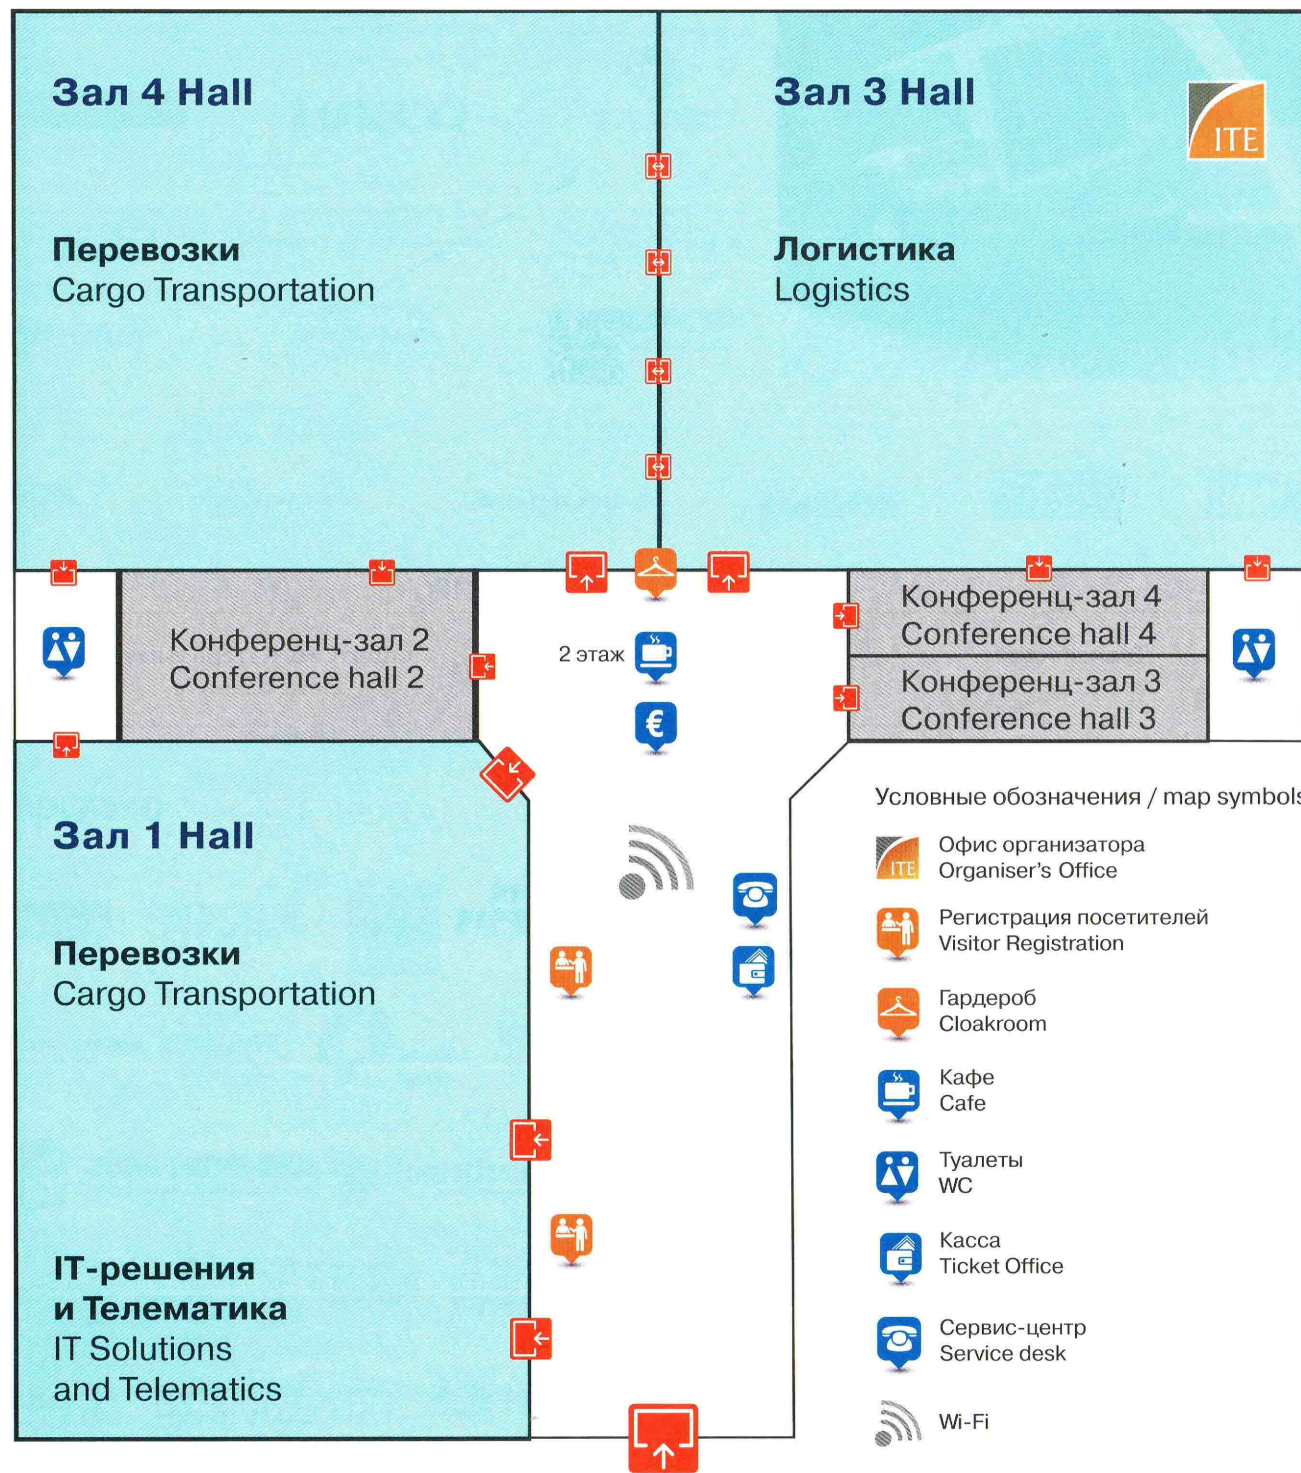 Зал 4 Hall
Перевозки
Cargo Transportation
Зал 3 Hall
ITE
Логистика
Logistics
Конференц-зал 2
Conference hall 2
2 этаж
€
Конференц-зал 4
Conference hall 4
Конференц-зал 3
Conference hall 3
Зал 1 Hall
Перевозки
Cargo Transportation
IT-решения
и Телематика
IT Solutions
and Telematics
Условные обозначения / map symbols
ITE
Офис организатора
Organiser's Office
Регистрация посетителей
Visitor Registration
Гардероб
Cloakroom
Кафе
Cafe
Туалеты
WC
Касса
Ticket Office
Сервис-центр
Service desk
Wi-Fi